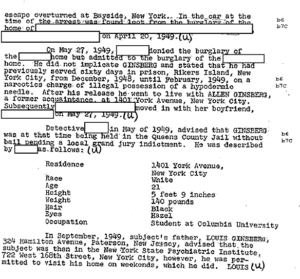 escape overturned at Bayside, New York. In the car at the
time of the arrest was found loot from the burglary of the
home of
on April 20, 1949. (U)
b6
b7C
On May 27, 1949, denied the burglary of
the home but admitted to the burglary of the
home. He did not implicate GINSBERG and stated that he had
previously served sixty days in prison, Rikers Island, New
York City, from December, 1948, until February, 1949, on a
narcotics charge of illegal possession of a hypodermic
needle. After his release he went to live with ALLEN GINSBERG,
a former acquaintance, at 1401 York Avenue, New York City.
Subsequently moved in with her boyfriend,
on May 27, 1949. (U)
b6
b7C
Detective in May of 1949, advised that GINSBERG
was at that time being held in the Queens County Jail without
bail pending a local grand jury indictment. He was described
by as follows: (U)
b6
b7C
Residence 1401 York Avenue,
New York City
Race White
Age 21
Height 5 feet 9 inches
Weight 140 pounds
Hair Black
Eyes Hazel
Occupation Student at Columbia University
In September, 1949, subject's father, LOUIS GINSBERG,
324 Hamilton Avenue, Paterson, New Jersey, advised that the
subject was then in the New York State Psychiatric Institute,
722 West 168th Street, New York City, however, he was per-
mitted to visit his home on weekends, which he did. LOUIS (U)